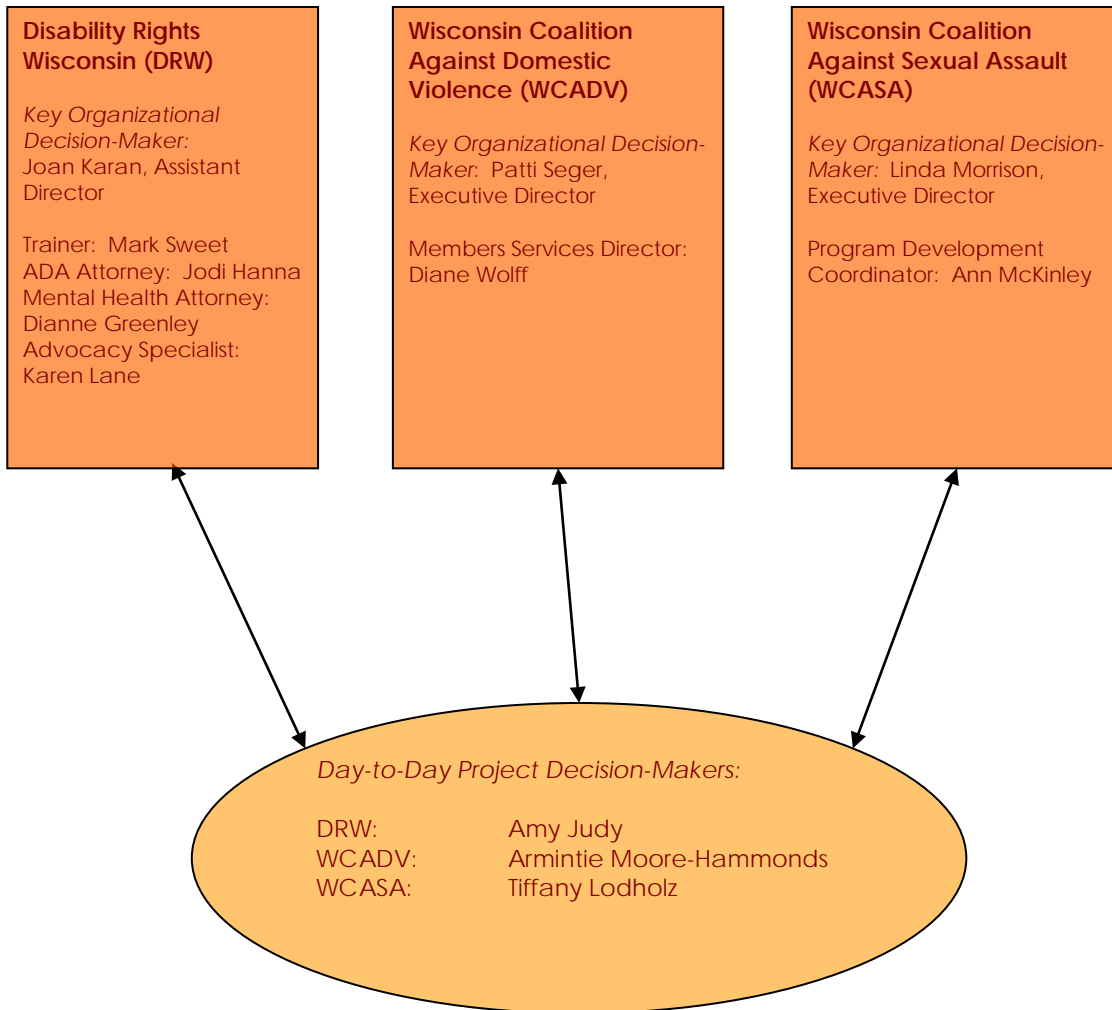 Disability Rights
Wisconsin (DRW)
Key Organizational
Decision-Maker:
Joan Karan, Assistant
Director
Trainer: Mark Sweet
ADA Attorney: Jodi Hanna
Mental Health Attorney:
Dianne Greenley
Advocacy Specialist:
Karen Lane
Wisconsin Coalition
Against Domestic
Violence (WCADV)
Key Organizational Decision-
Maker: Patti Seger,
Executive Director
Members Services Director:
Diane Wolff
Wisconsin Coalition
Against Sexual Assault
(WCASA)
Key Organizational Decision-
Maker: Linda Morrison,
Executive Director
Program Development
Coordinator: Ann McKinley
Day-to-Day Project Decision-Makers:
DRW: Amy Judy
WCADV: Armintie Moore-Hammonds
WCASA: Tiffany Lodholz